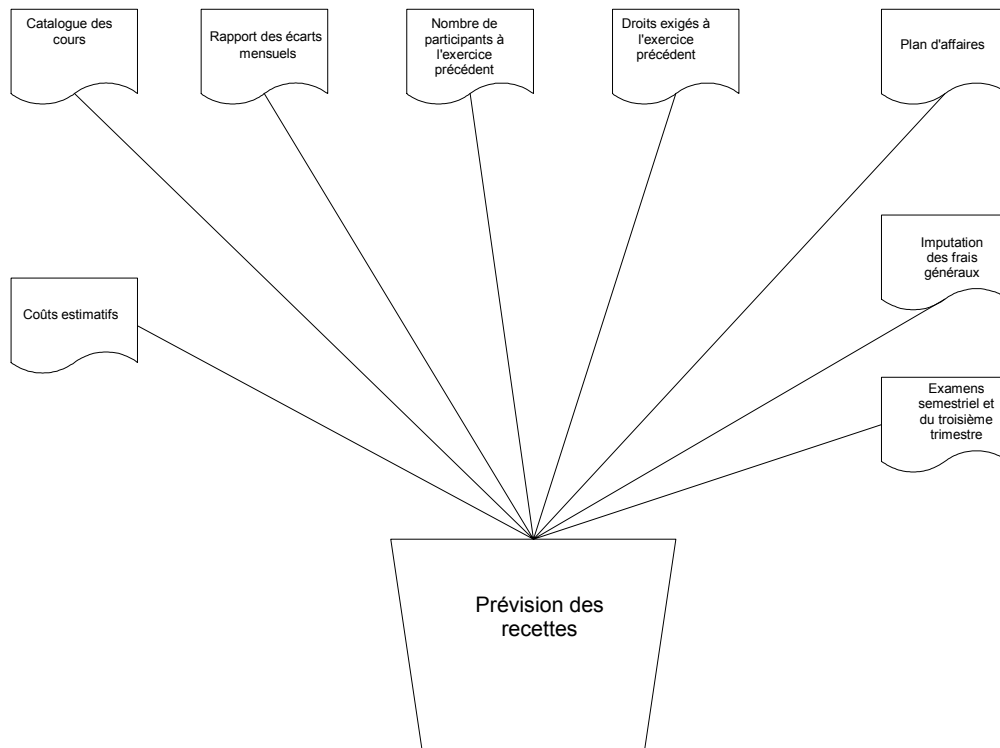 Catalogue des
cours
Rapport des écarts
mensuels
Nombre de
participants à
l'exercice
précédent
Droits exigés à
l'exercice
précédent
Plan d'affaires
Imputation
des frais
généraux
Coûts estimatifs
Examens
semestriel et
du troisième
trimestre
Prévision des
recettes